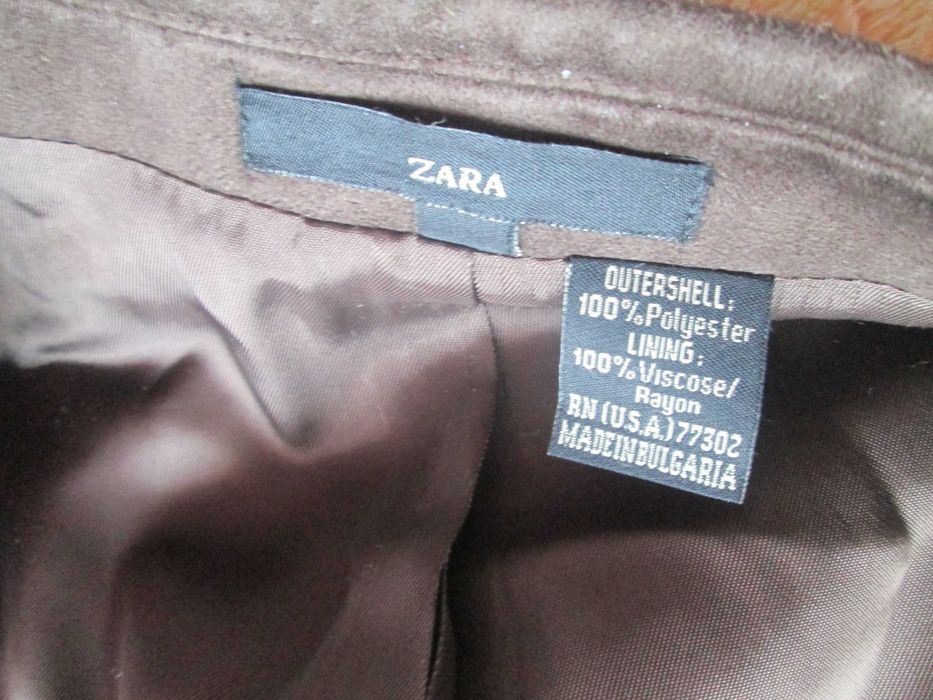 ZARA
OUTERSHELL:
100%Polyester
LINING:
100%Viscose/
Rayon
RN(U.S.A.)77302
MADEINBULGARIA